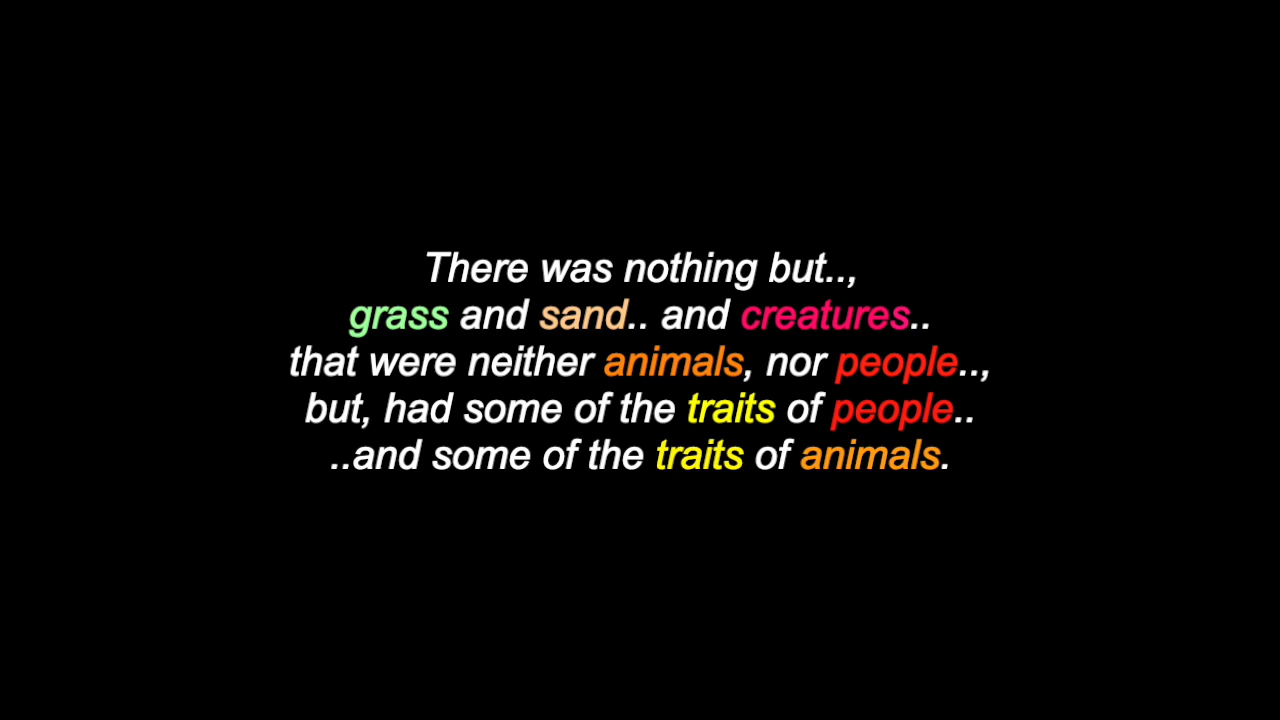 There was nothing but..,
grass and sand.. and creatures..
that were neither animals, nor people..,
but, had some of the traits of people..
..and some of the traits of animals.